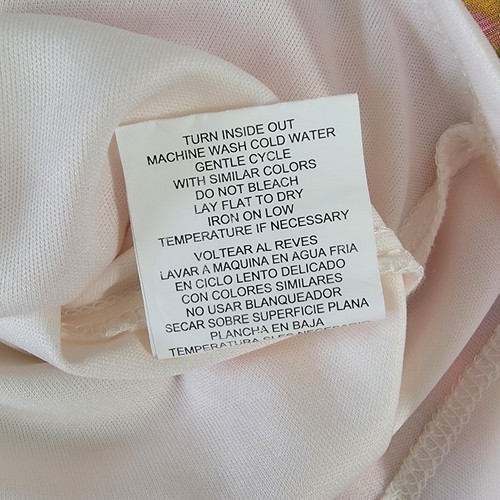 TURN INSIDE OUT
MACHINE WASH COLD WATER
GENTLE CYCLE
WITH SIMILAR COLORS
DO NOT BLEACH
LAY FLAT TO DRY
IRON ON LOW
TEMPERATURE IF NECESSARY
VOLTEAR AL REVES
LAVAR A MAQUINA EN AGUA FRIA
EN CICLO LENTO DELICADO
CON COLORES SIMILARES
NO USAR BLANQUEADOR
SECAR SOBRE SUPERFICIE PLANA
PLANCHA EN BAJA
TEMPERATURA